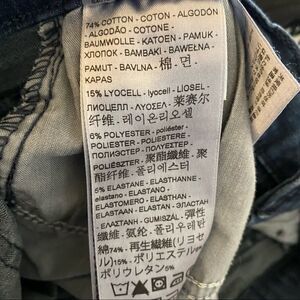 74% COTTON - COTON - ALGODÓN
- ALGODÃO - COTONE -
BAUMWOLLE - KATOEN - PAMUK -
ХЛОПОК - BAMBAKI - BAWEŁNA -
PAMUT - BAVLNA - 棉 - 면 -
KAPAS
15% LYOCELL - lyocell - LIOSEL -
ЛИОЦЕЛЛ - ΛΥΟΣΕΛ - 莱赛尔
纤维 - 레이온리오셀
6% POLYESTER - poliéster -
POLIESTERE - polyester -
ПОЛИЭСТЕР - ΠΟΛΥΕΣΤΕΡ -
POLIÉSZTER - 聚酯纖維 - 聚
酯纤维 - 폴리에스터
5% ELASTANE - ELASTHANNE -
elastano - ELASTANO -
ELASTOMERO - ELASTHAN -
ELASTAAN - ELASTAN - ЭЛАСТАН
- ΕΛΑΣΤΑΝΗ - GUMISZÁL - 彈性
纖維 - 氨纶 - 폴리우레탄
綿74% - 再生繊維(リヨセ
ル)15% - ポリエステル6% -
ポリウレタン5%